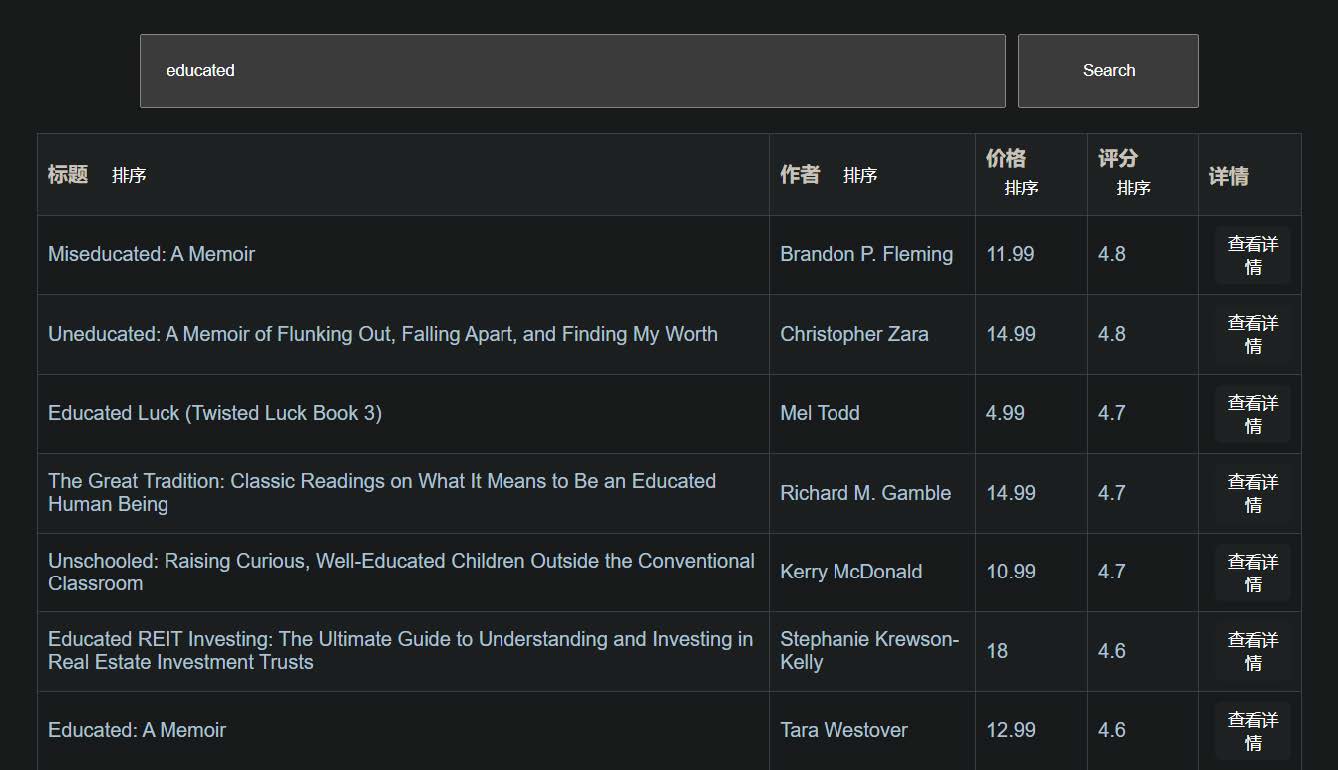 educated
Search
标题 排序
作者 排序
价格
排序
评分
排序
详情
Miseducated: A Memoir
Brandon P. Fleming
11.99
4.8
查看详
情
Uneducated: A Memoir of Flunking Out, Falling Apart, and Finding My Worth
Christopher Zara
14.99
4.8
查看详
情
Educated Luck (Twisted Luck Book 3)
Mel Todd
4.99
4.7
查看详
情
The Great Tradition: Classic Readings on What It Means to Be an Educated
Human Being
Richard M. Gamble
14.99
4.7
查看详
情
Unschooled: Raising Curious, Well-Educated Children Outside the Conventional
Classroom
Kerry McDonald
10.99
4.7
查看详
情
Educated REIT Investing: The Ultimate Guide to Understanding and Investing in
Real Estate Investment Trusts
Stephanie Krewson-
Kelly
18
4.6
查看详
情
Educated: A Memoir
Tara Westover
12.99
4.6
查看详
情